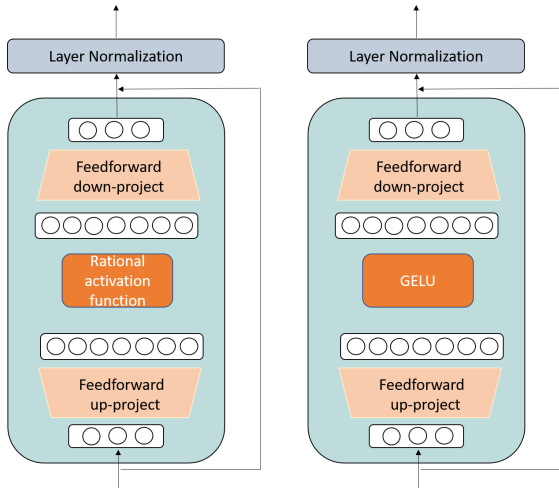 Layer Normalization
Feedforward
down-project
Rational
activation
function
Feedforward
up-project
Layer Normalization
Feedforward
down-project
GELU
Feedforward
up-project